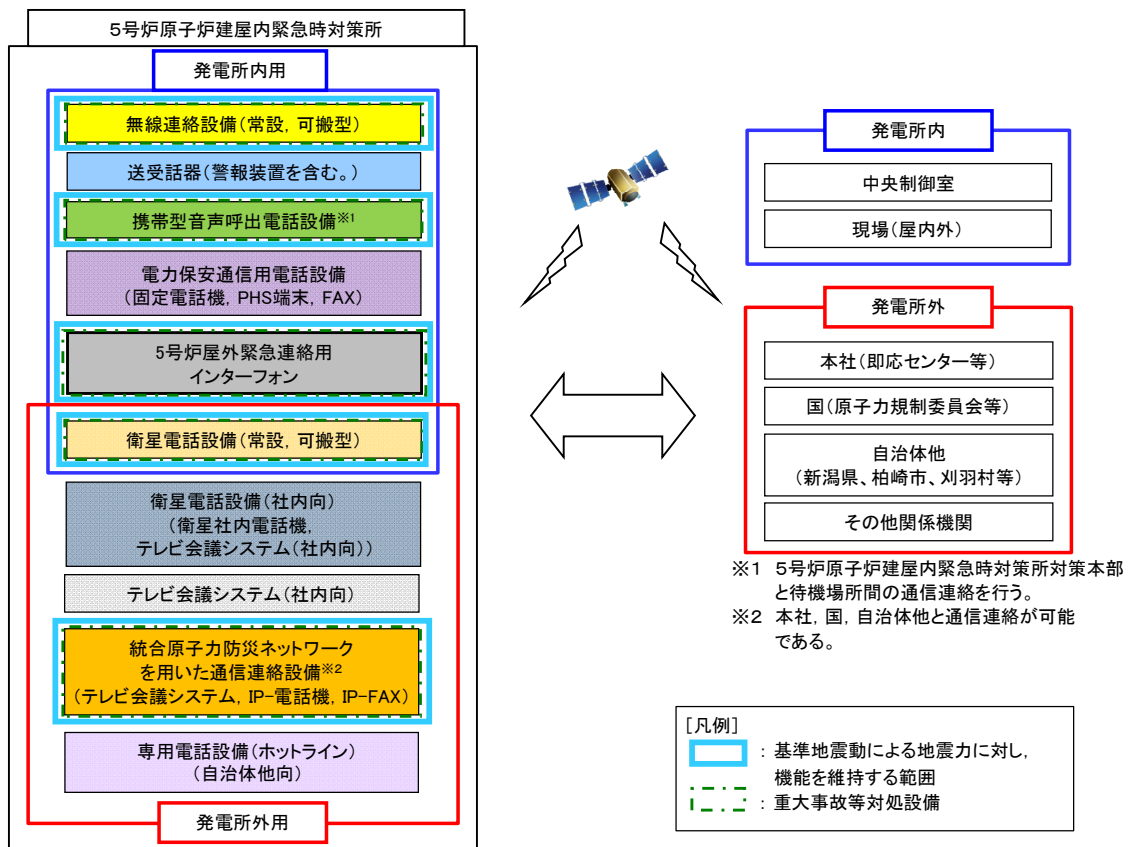 5号炉原子炉建屋内緊急時対策所
発電所内用
無線連絡設備(常設, 可搬型)
送受話器(警報装置を含む。)
携帯型音声呼出電話設備※1
電力保安通信用電話設備
(固定電話機, PHS端末, FAX)
5号炉屋外緊急連絡用
インターフォン
衛星電話設備(常設, 可搬型)
衛星電話設備(社内向)
(衛星社内電話機,
テレビ会議システム(社内向))
テレビ会議システム(社内向)
統合原子力防災ネットワーク
を用いた通信連絡設備※2
(テレビ会議システム, IP-電話機, IP-FAX)
専用電話設備(ホットライン)
(自治体他向)
発電所外用
発電所内
中央制御室
現場(屋内外)
発電所外
本社(即応センター等)
国(原子力規制委員会等)
自治体他
(新潟県、柏崎市、刈羽村等)
その他関係機関
※1 5号炉原子炉建屋内緊急時対策所対策本部
と待機場所間の通信連絡を行う。
※2 本社, 国, 自治体他と通信連絡が可能
である。
[凡例]
: 基準地震動による地震力に対し,
機能を維持する範囲
: 重大事故等対処設備